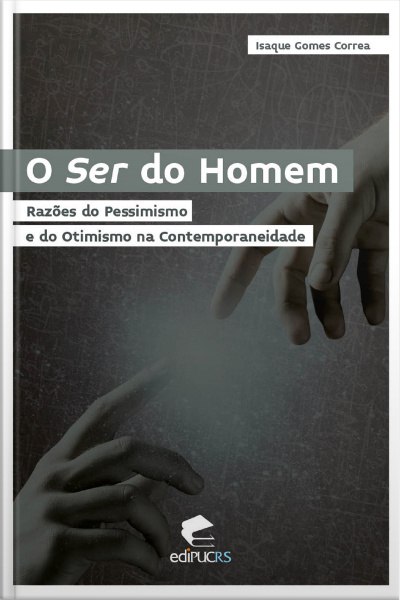 Isaque Gomes Correa
O Ser do Homem
Razões do Pessimismo
e do Otimismo na Contemporaneidade
ediPUCRS